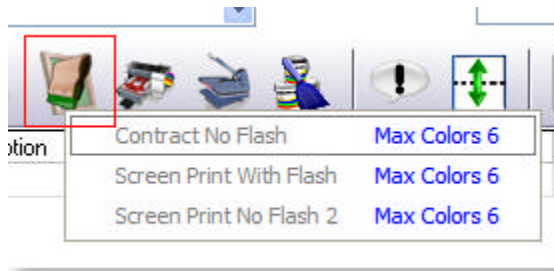 ption
Contract No Flash Max Colors 6
Screen Print With Flash Max Colors 6
Screen Print No Flash 2 Max Colors 6